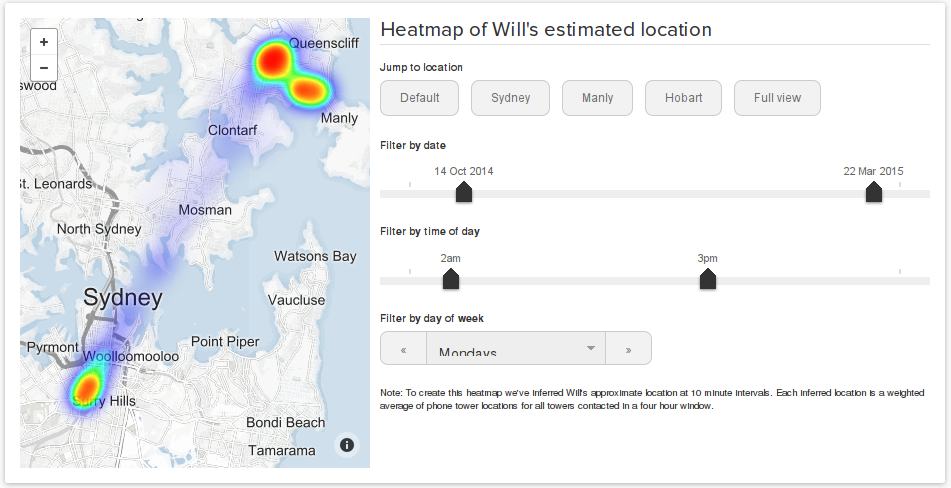 Heatmap of Will's estimated location
Jump to location
Default Sydney Manly Hobart Full view
Filter by date
14 Oct 2014 22 Mar 2015
Filter by time of day
2am 3pm
Filter by day of week
« Mondays »
Note: To create this heatmap we've inferred Will's approximate location at 10 minute intervals. Each inferred location is a weighted
average of phone tower locations for all towers contacted in a four hour window.
+
−
Queenscliff
swood
Manly
Clontarf
St. Leonards
Mosman
North Sydney
Watsons Bay
Sydney
Vaucluse
Point Piper
Pyrmont
Woolloomooloo
Surry Hills
Bondi Beach
Tamarama
i